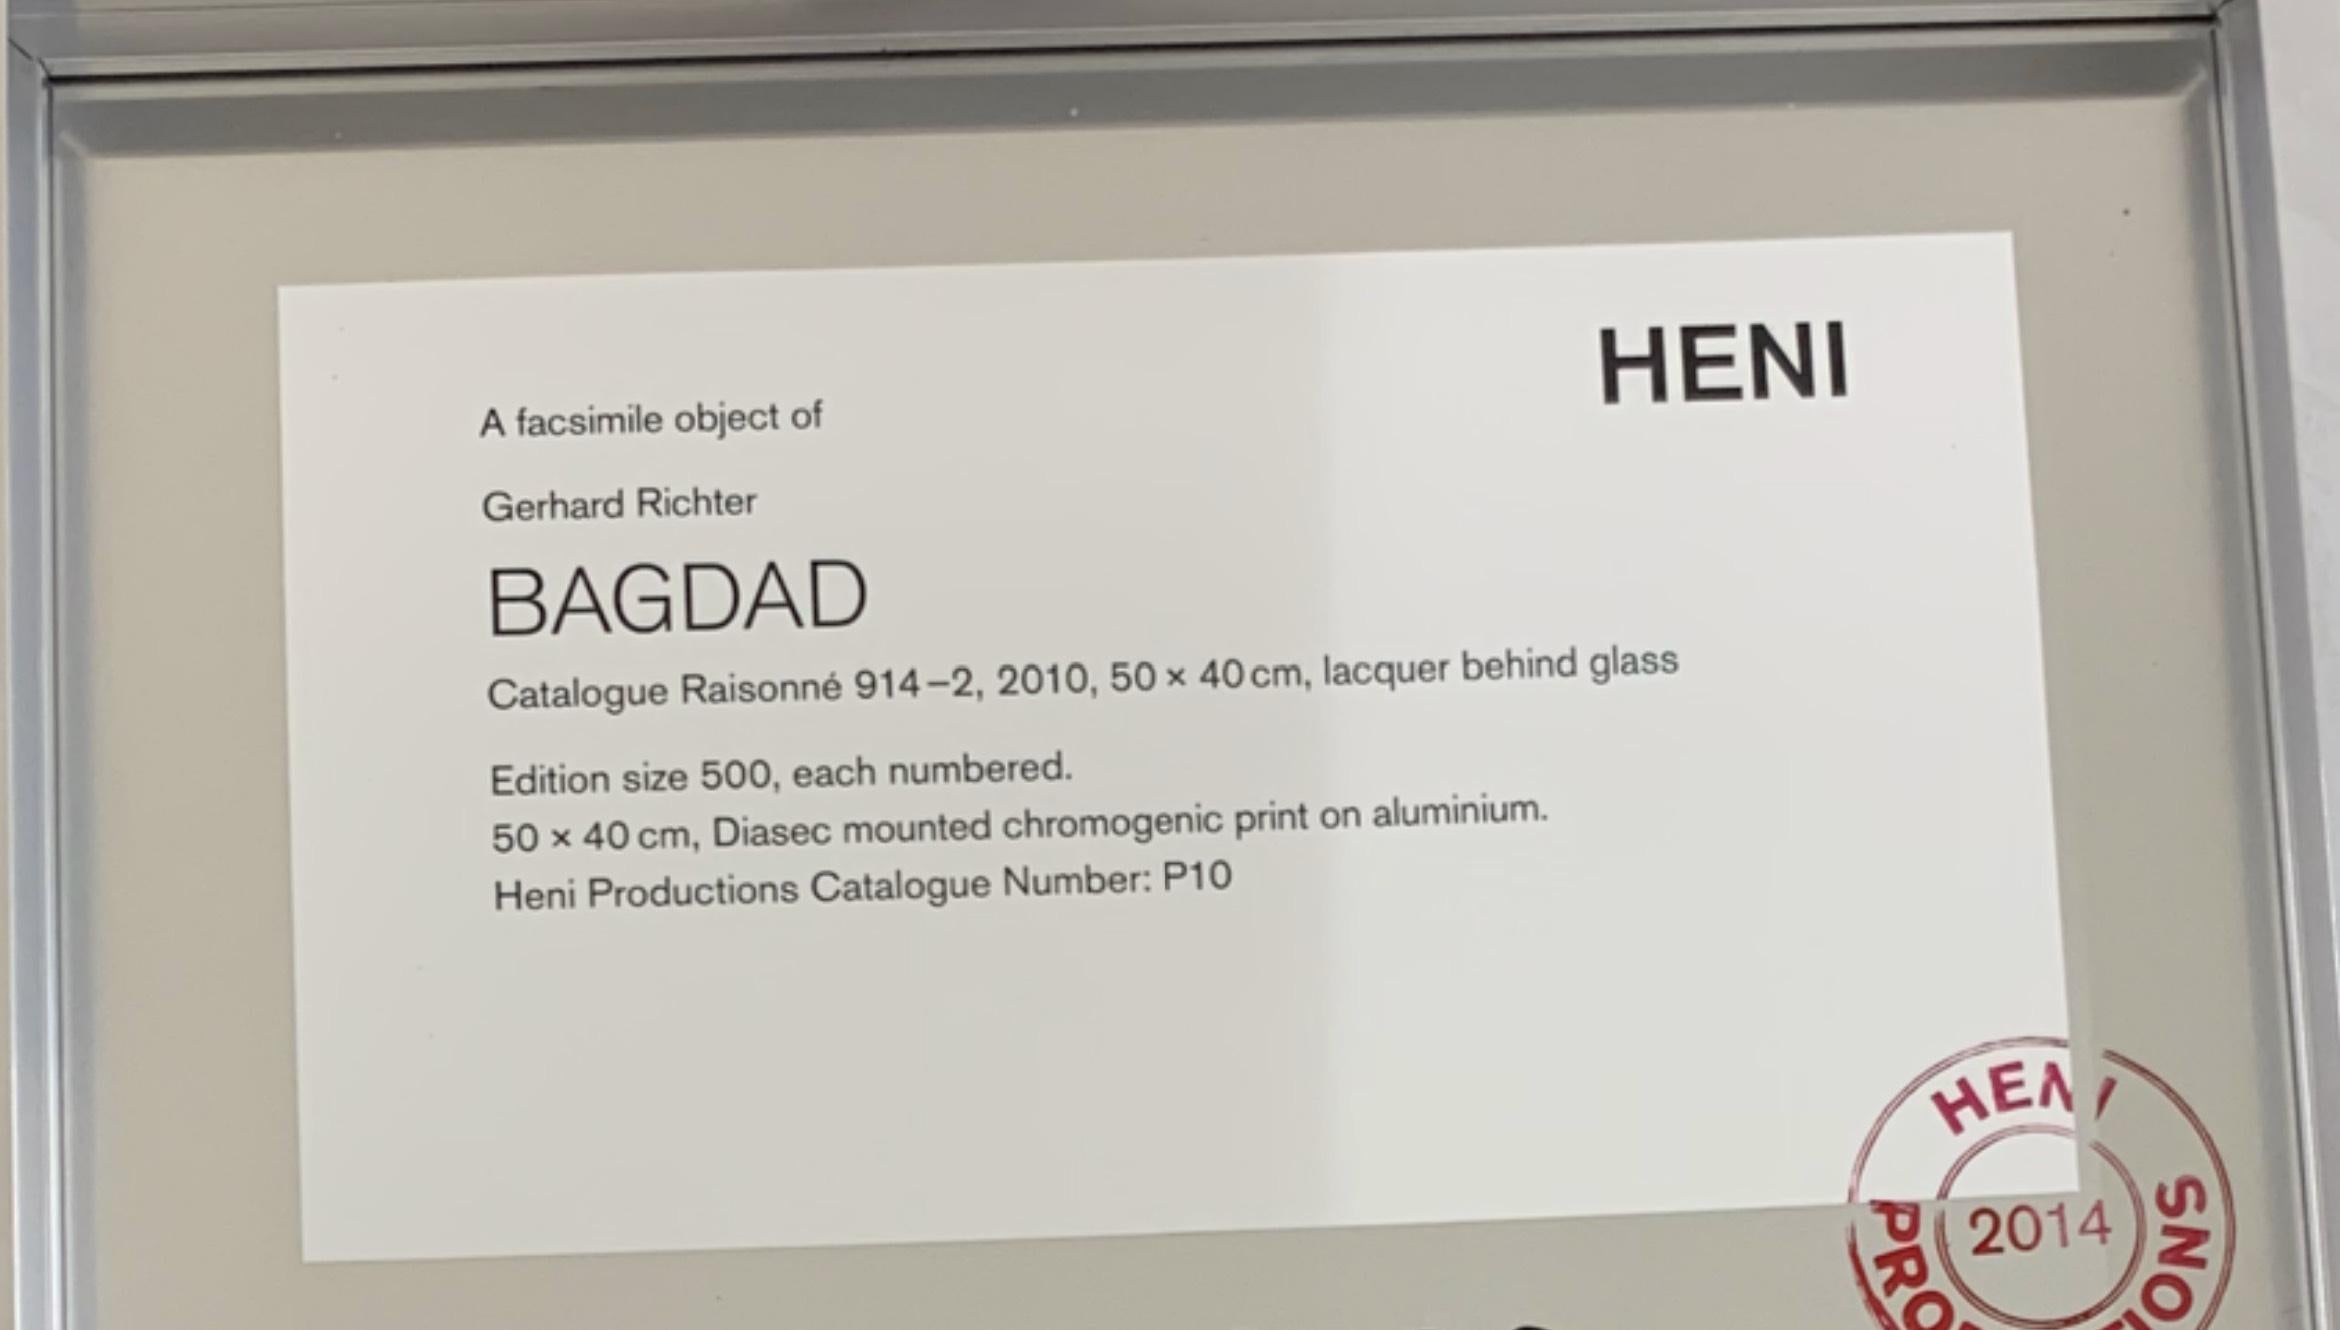 HENI
A facsimile object of
Gerhard Richter
BAGDAD
Catalogue Raisonné 914–2, 2010, 50 × 40 cm, lacquer behind glass
Edition size 500, each numbered.
50 × 40 cm, Diasec mounted chromogenic print on aluminium.
Heni Productions Catalogue Number: P10
HENI
2014